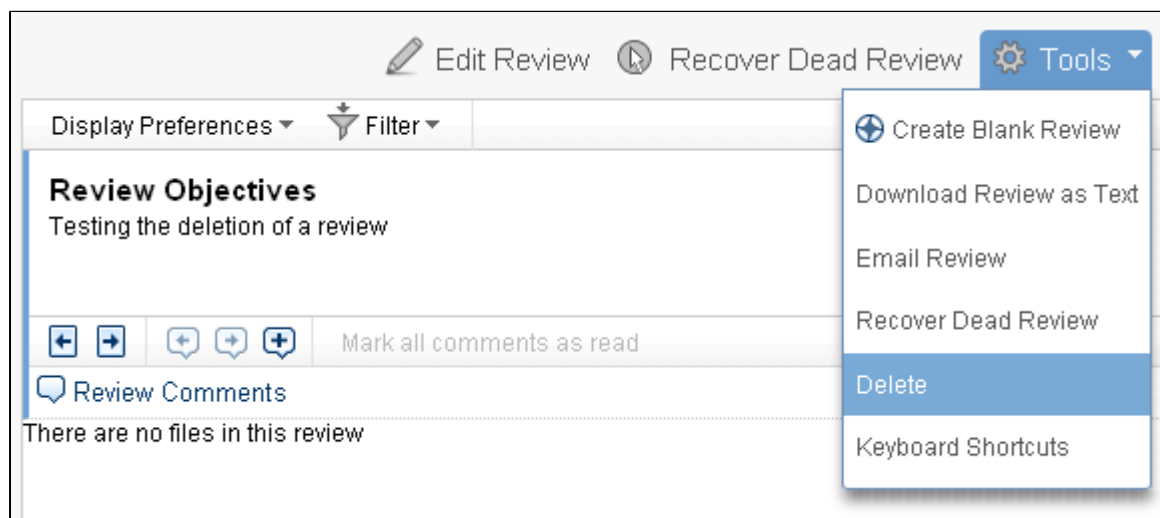 Edit Review Recover Dead Review Tools
Display Preferences Filter
Create Blank Review
Review Objectives
Testing the deletion of a review
Download Review as Text
Email Review
Recover Dead Review
Mark all comments as read
Delete
Review Comments
There are no files in this review
Keyboard Shortcuts